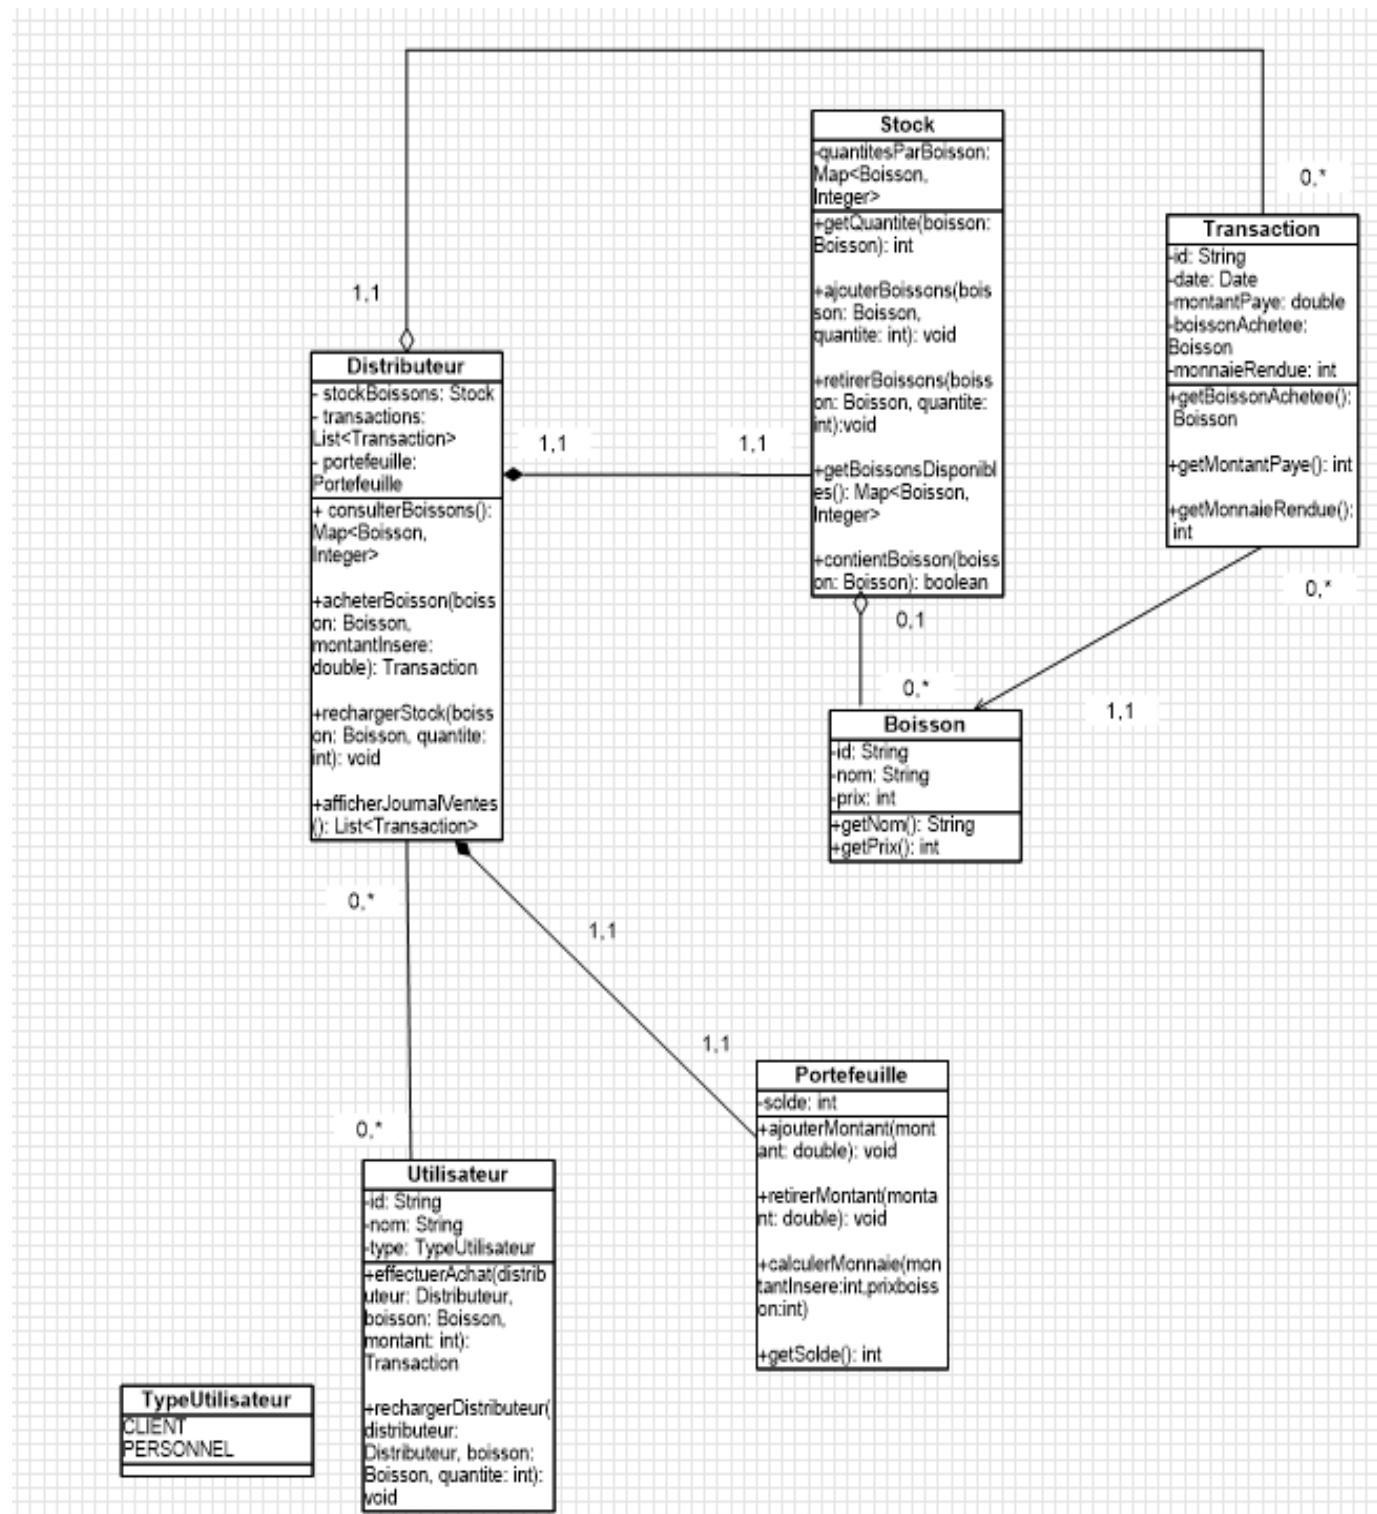 Stock
-quantitesParBoisson:
Map<Boisson,
Integer>
+getQuantite(boisson:
Boisson): int
+ajouterBoissons(bois
son: Boisson,
quantite: int): void
+retirerBoissons(boiss
on: Boisson, quantite:
int):void
+getBoissonsDisponibl
es(): Map<Boisson,
Integer>
+contientBoisson(boiss
on: Boisson): boolean
0,*
Transaction
-id: String
-date: Date
-montantPaye: double
-boissonAchetee:
Boisson
-monnaieRendue: int
+getBoissonAchetee():
Boisson
+getMontantPaye(): int
+getMonnaieRendue():
int
0,*
1,1
1,1
Distributeur
- stockBoissons: Stock
- transactions:
List<Transaction>
- portefeuille:
Portefeuille
+ consulterBoissons():
Map<Boisson,
Integer>
+acheterBoisson(boiss
on: Boisson,
montantInsere:
double): Transaction
+rechargerStock(boiss
on: Boisson, quantite:
int): void
+afficherJournalVentes
(): List<Transaction>
1,1
1,1
0,1
0,*
Boisson
-id: String
-nom: String
-prix: int
+getNom(): String
+getPrix(): int
0,*
1,1
1,1
0,*
Portefeuille
-solde: int
+ajouterMontant(mont
ant: double): void
+retirerMontant(monta
nt: double): void
+calculerMonnaie(mon
tantInsere:int,prixboiss
on:int)
+getSolde(): int
Utilisateur
-id: String
-nom: String
-type: TypeUtilisateur
+effectuerAchat(distrib
uteur: Distributeur,
boisson: Boisson,
montant: int):
Transaction
+rechargerDistributeur(
distributeur:
Distributeur, boisson:
Boisson, quantite: int):
void
TypeUtilisateur
CLIENT
PERSONNEL